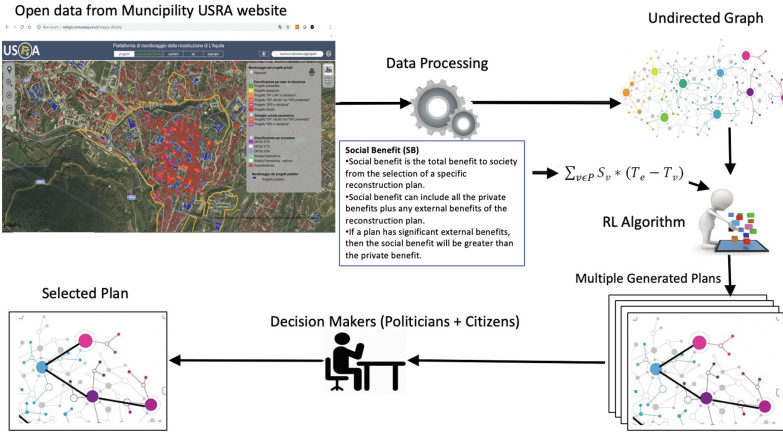 Open data from Muncipility USRA website
USRA
Piattaforma di monitoraggio della ricostruzione di L'Aquila
Data Processing
Undirected Graph
Social Benefit (SB)
•Social benefit is the total benefit to society
from the selection of a specific
reconstruction plan.
•Social benefit can include all the private
benefits plus any external benefits of the
reconstruction plan.
•If a plan has significant external benefits,
then the social benefit will be greater than
the private benefit.
∑v∈P Sv * (Te − Tv)
RL Algorithm
Multiple Generated Plans
Decision Makers (Politicians + Citizens)
Selected Plan